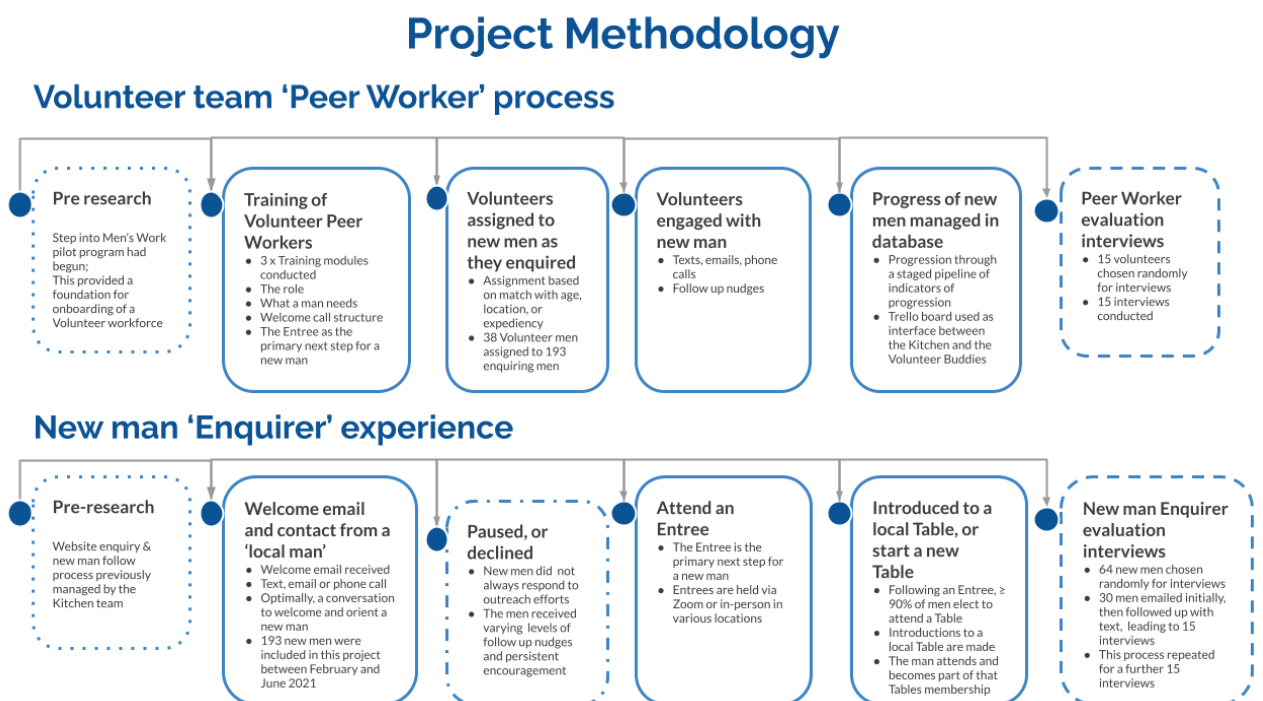 Project Methodology
Volunteer team ‘Peer Worker’ process
Pre research
Step into Men’s Work
pilot program had
begun;
This provided a
foundation for
onboarding of a
Volunteer workforce
Training of
Volunteer Peer
Workers
● 3 x Training modules
conducted
● The role
● What a man needs
● Welcome call structure
● The Entree as the
primary next step for a
new man
Volunteers
assigned to
new men as
they enquired
● Assignment based
on match with age,
location, or
expediency
● 38 Volunteer men
assigned to 193
enquiring men
Volunteers
engaged with
new man
● Texts, emails, phone
calls
● Follow up nudges
Progress of new
men managed in
database
● Progression through
a staged pipeline of
indicators of
progression
● Trello board used as
interface between
the Kitchen and the
Volunteer Buddies
Peer Worker
evaluation
interviews
● 15 volunteers
chosen randomly
for interviews
● 15 interviews
conducted
New man ‘Enquirer’ experience
Pre-research
Website enquiry &
new man follow
process previously
managed by the
Kitchen team
Welcome email
and contact from a
‘local man’
● Welcome email received
● Text, email or phone call
● Optimally, a conversation
to welcome and orient a
new man
● 193 new men were
included in this project
between February and
June 2021
Paused, or
declined
● New men did not
always respond to
outreach efforts
● The men received
varying levels of
follow up nudges
and persistent
encouragement
Attend an
Entree
● The Entree is the
primary next step for
a new man
● Entrees are held via
Zoom or in-person in
various locations
Introduced to a
local Table, or
start a new
Table
● Following an Entree, ≥
90% of men elect to
attend a Table
● Introductions to a
local Table are made
● The man attends and
becomes part of that
Tables membership
New man Enquirer
evaluation
interviews
● 64 new men chosen
randomly for interviews
● 30 men emailed initially,
then followed up with
text, leading to 15
interviews
● This process repeated
for a further 15
interviews